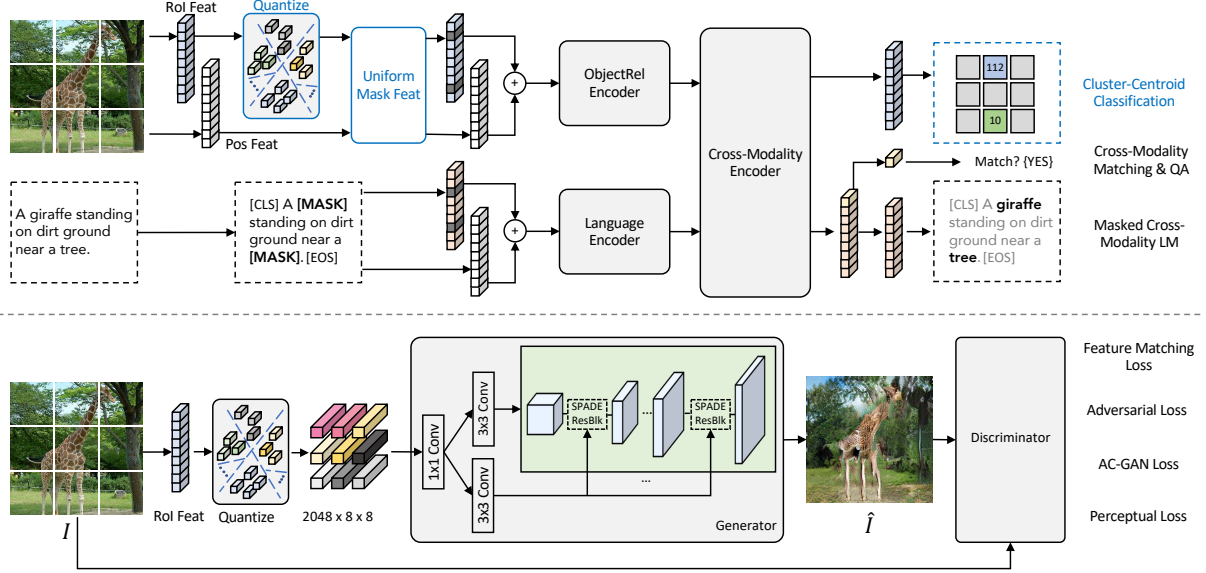 RoI Feat
Quantize
Uniform
Mask Feat
Pos Feat
ObjectRel
Encoder
Cross-Modality
Encoder
112
10
Cluster-Centroid
Classification
Match? {YES}
Cross-Modality
Matching & QA
A giraffe standing
on dirt ground
near a tree.
[CLS] A [MASK]
standing on dirt
ground near a
[MASK]. [EOS]
Language
Encoder
[CLS] A giraffe
standing on dirt
ground near a
tree. [EOS]
Masked Cross-
Modality LM
I
RoI Feat
Quantize
2048 x 8 x 8
1x1 Conv
3x3 Conv
3x3 Conv
SPADE
ResBlk
...
SPADE
ResBlk
...
Generator
Î
Discriminator
Feature Matching
Loss
Adversarial Loss
AC-GAN Loss
Perceptual Loss